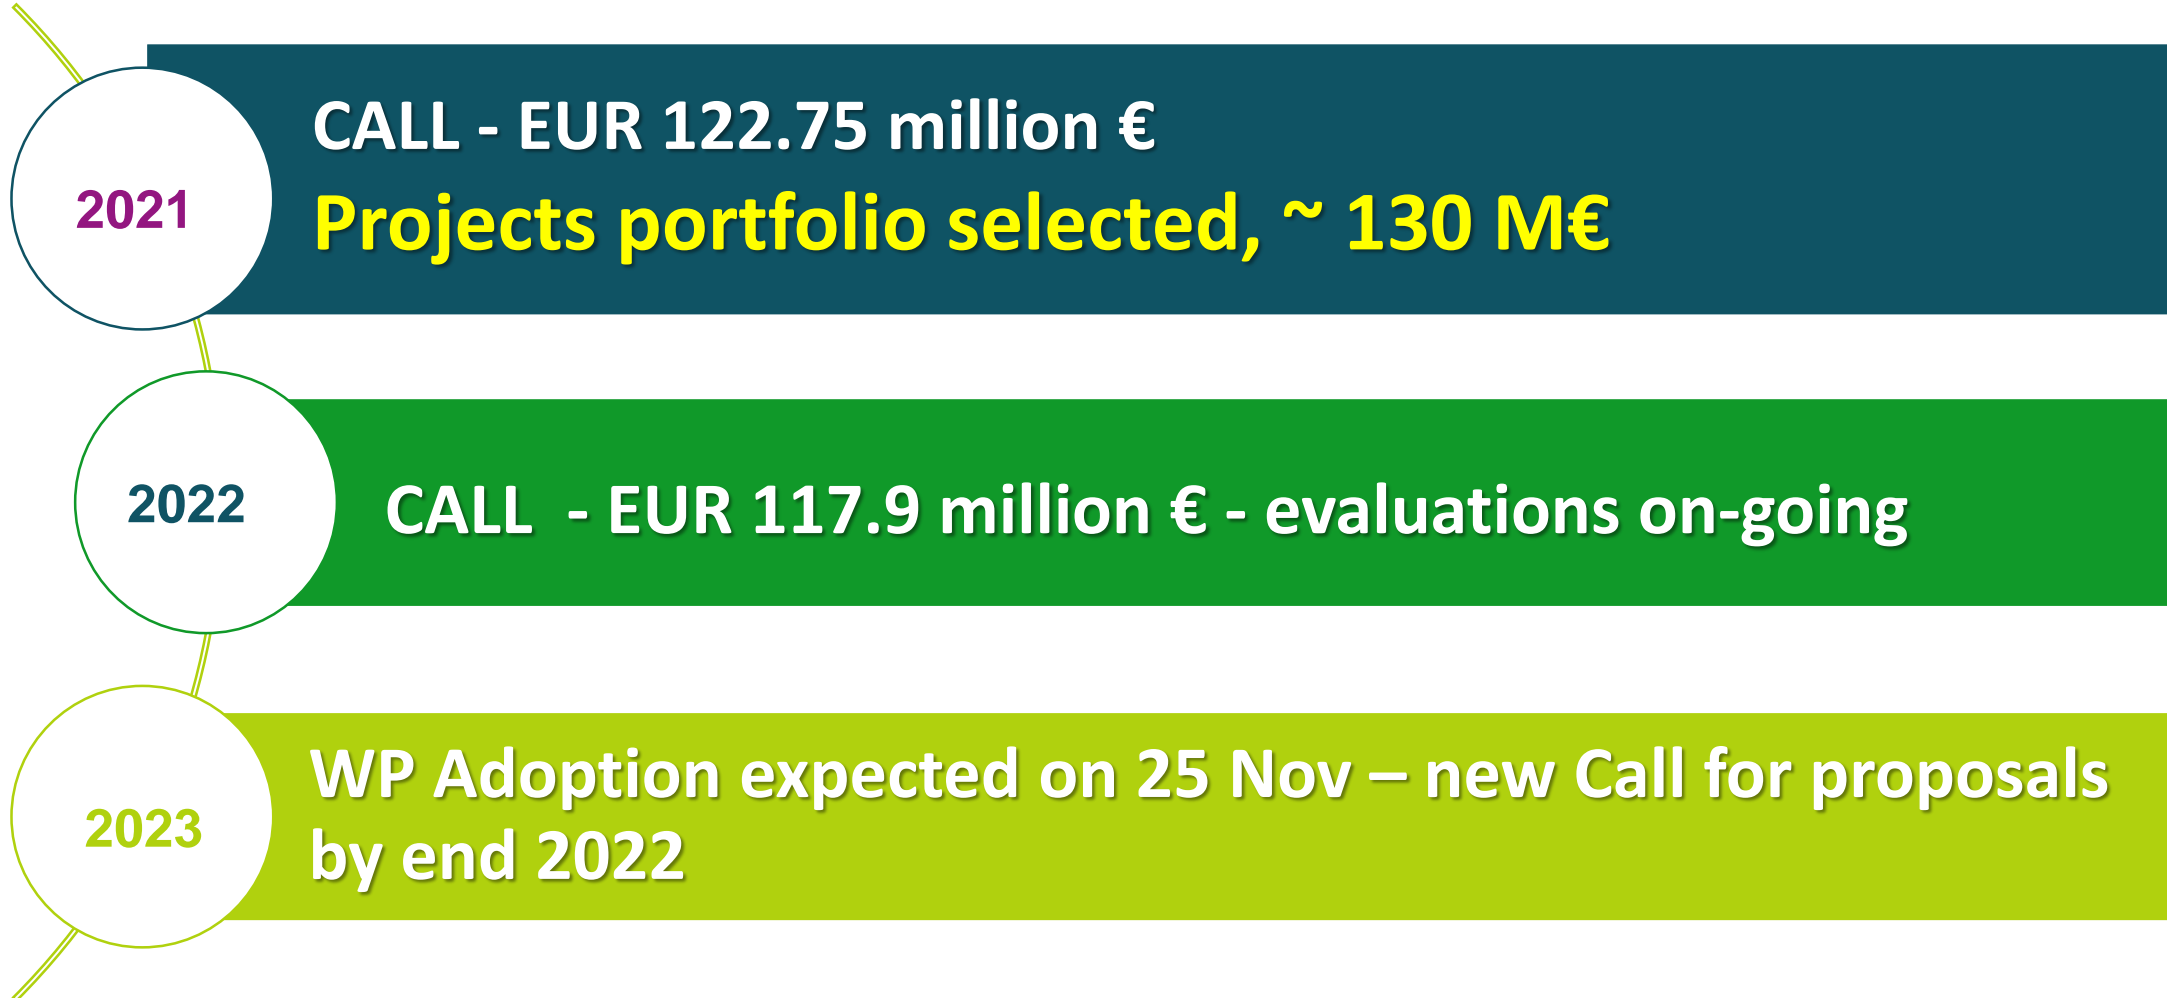 2021
CALL - EUR 122.75 million €
Projects portfolio selected, ~ 130 M€
2022
CALL - EUR 117.9 million € - evaluations on-going
2023
WP Adoption expected on 25 Nov – new Call for proposals
by end 2022